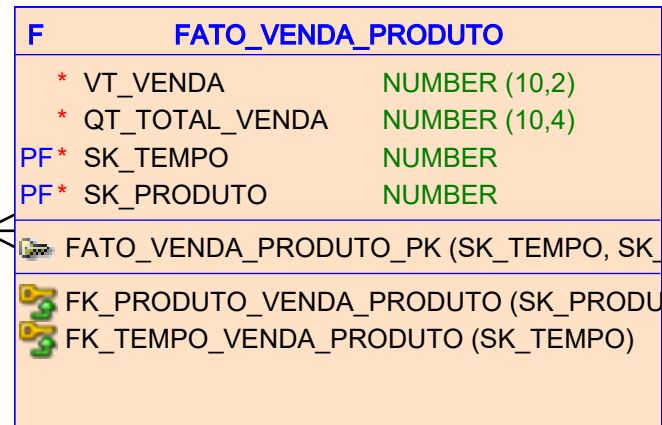 F FATO_VENDA_PRODUTO
* VT_VENDA NUMBER (10,2)
* QT_TOTAL_VENDA NUMBER (10,4)
PF* SK_TEMPO NUMBER
PF* SK_PRODUTO NUMBER
FATO_VENDA_PRODUTO_PK (SK_TEMPO, SK_
FK_PRODUTO_VENDA_PRODUTO (SK_PRODU
FK_TEMPO_VENDA_PRODUTO (SK_TEMPO)